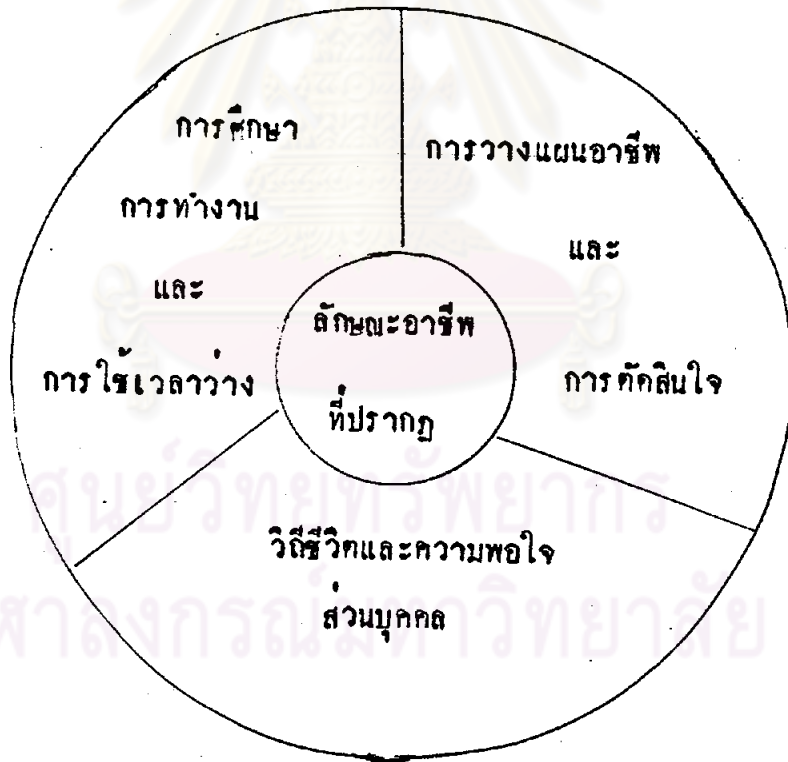 การศึกษา
การทำงาน
และ
การใช้เวลาว่าง
การวางแผนอาชีพ
และ
การตัดสินใจ
ลักษณะอาชีพ
ที่ปรากฏ
วิถีชีวิตและความพอใจ
ส่วนบุคคล
ศูนย์วิทยทรัพยากร
ฬาลงกรณ์มหาวิทยาลัย